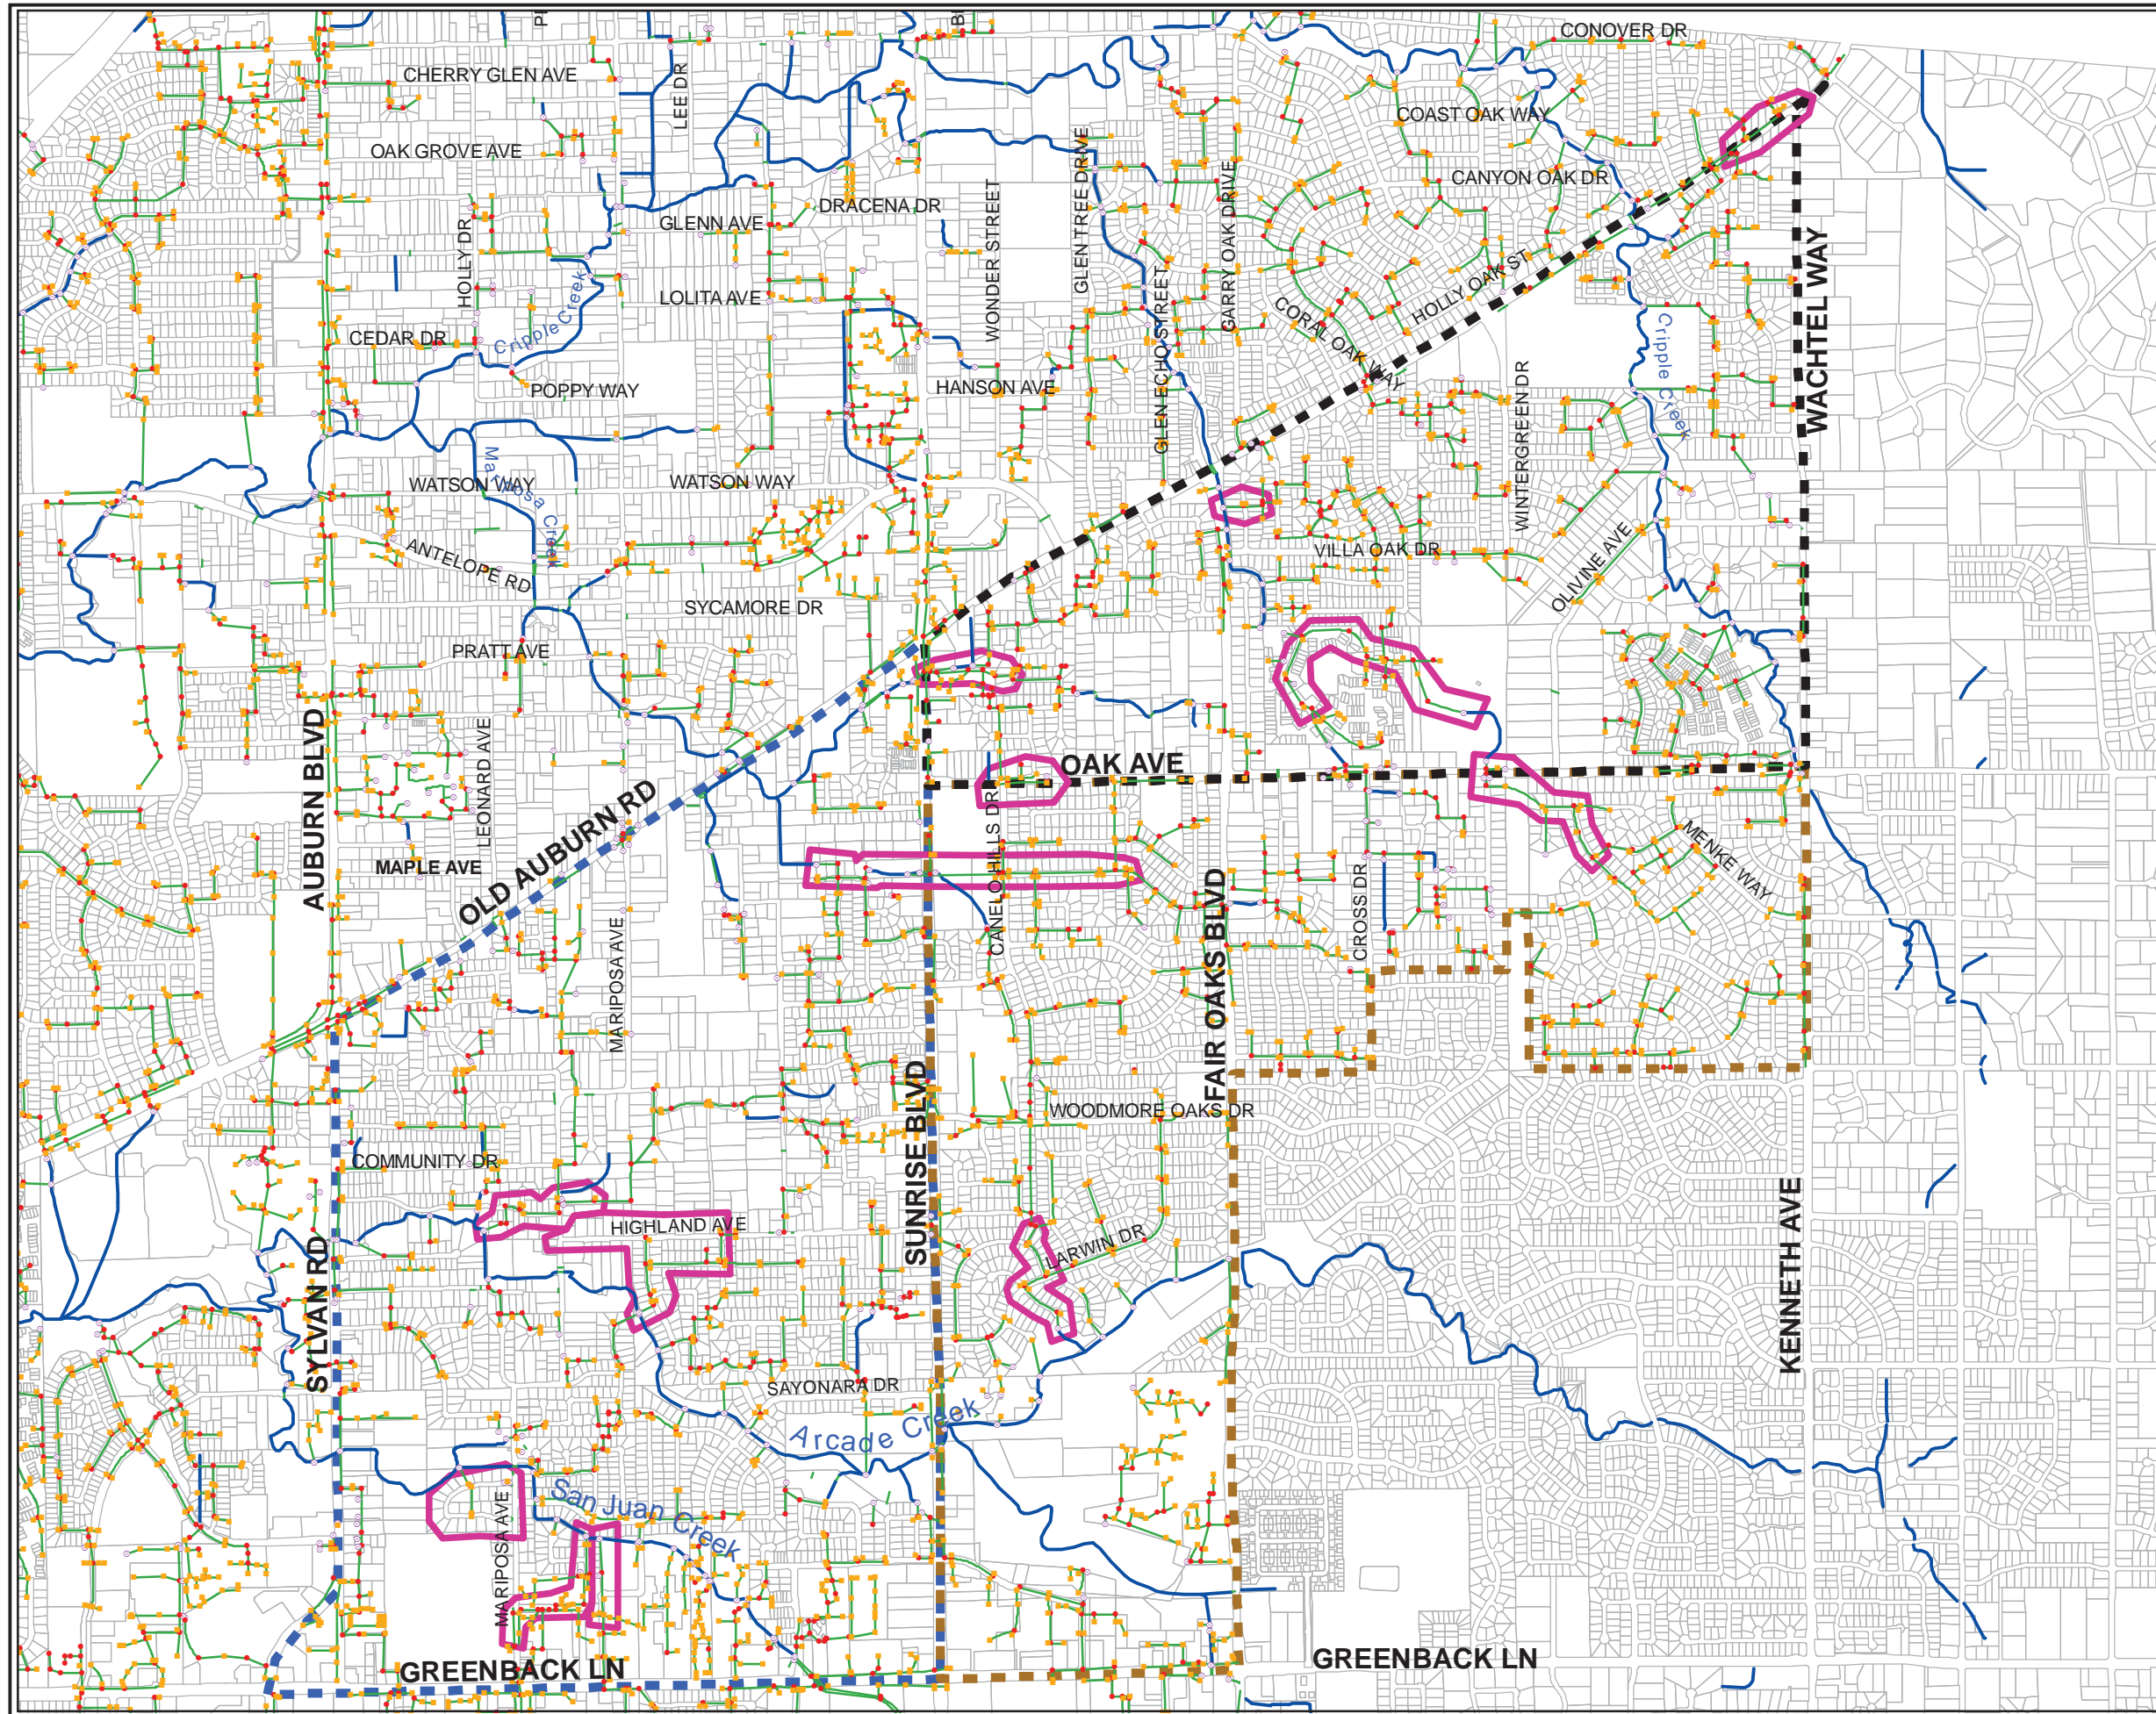 CONOVER DR
CHERRY GLEN AVE
LEE DR
COAST OAK WAY
OAK GROVE AVE
CANYON OAK DR
DRACENA DR
GLENN AVE
HOLLY DR
WONDER STREET
GLEN TREE DRIVE
GARRY OAK DRIVE
WACHTEL WAY
LOLITA AVE
HOLLY OAK ST
CORAL OAK WAY
CEDAR DR
Cripple Creek
Cripple Creek
POPPY WAY
HANSON AVE
GLEN ECHO STREET
WINTERGREEN DR
WATSON WAY
Mariposa Creek
WATSON WAY
ANTELOPE RD
VILLA OAK DR
OLIVINE AVE
SYCAMORE DR
PRATT AVE
AUBURN BLVD
LEONARD AVE
OAK AVE
OLD AUBURN RD
MAPLE AVE
CANELO HILLS DR
MENKE WAY
FAIR OAKS BLVD
CROSS DR
MARIPOSA AVE
SUNRISE BLVD
WOODMORE OAKS DR
COMMUNITY DR
HIGHLAND AVE
LARWIN DR
SYLVAN RD
KENNETH AVE
SAYONARA DR
Arcade Creek
San Juan Creek
MARIPOSA AVE
GREENBACK LN
GREENBACK LN